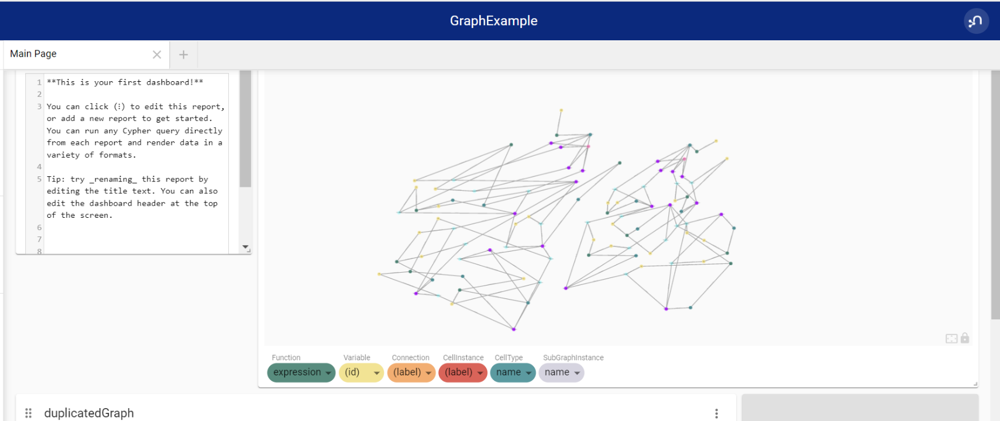 GraphExample
Main Page
1 **This is your first dashboard!**
2
3 You can click (⋮) to edit this report,
or add a new report to get started.
You can run any Cypher query directly
from each report and render data in a
variety of formats.
4
5 Tip: try _renaming_ this report by
editing the title text. You can also
edit the dashboard header at the top
of the screen.
6
7
8
Function Variable Connection CellInstance CellType SubGraphInstance
expression (id) (label) (label) name name
duplicatedGraph